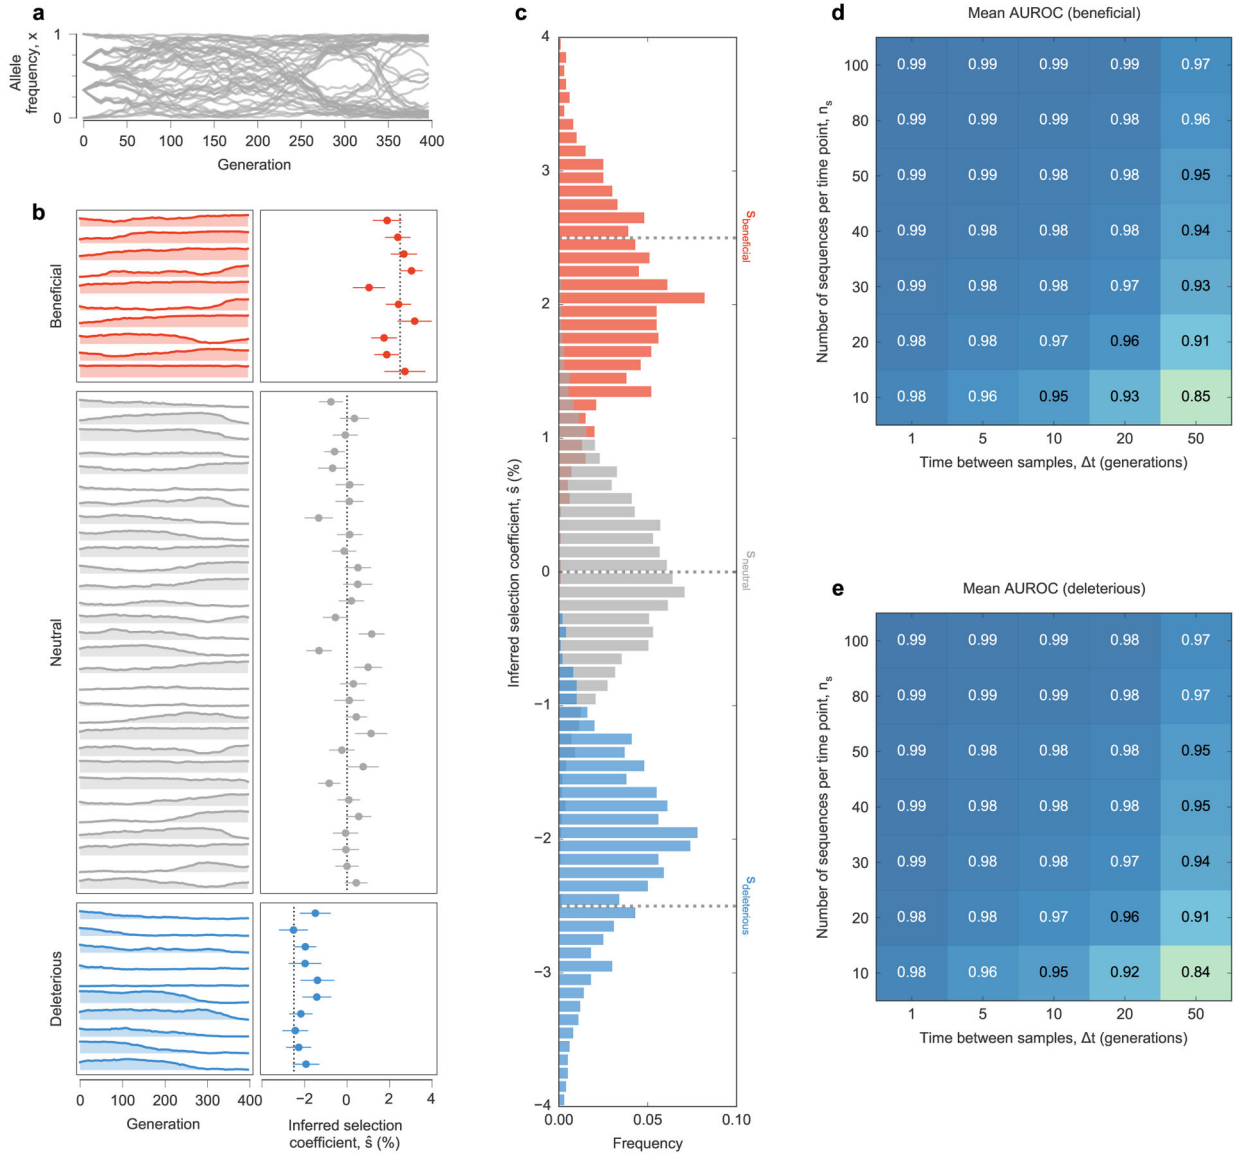 a
Allele
frequency, x
1
0
0 50 100 150 200 250 300 350 400
Generation
b
Beneficial
Neutral
Deleterious
0 100 200 300 400
Generation
−2 0 2 4
Inferred selection
coefficient, ŝ (%)
c
Inferred selection coefficient, ŝ (%)
4
3
2
1
0
−1
−2
−3
−4
0.00 0.05 0.10
Frequency
s beneficial
s neutral
s deleterious
d
Mean AUROC (beneficial)
Number of sequences per time point, ns
100 0.99 0.99 0.99 0.99 0.97
80 0.99 0.99 0.99 0.98 0.96
50 0.99 0.99 0.98 0.98 0.95
40 0.99 0.98 0.98 0.98 0.94
30 0.99 0.98 0.98 0.97 0.93
20 0.98 0.98 0.97 0.96 0.91
10 0.98 0.96 0.95 0.93 0.85
1 5 10 20 50
Time between samples, Δt (generations)
e
Mean AUROC (deleterious)
Number of sequences per time point, ns
100 0.99 0.99 0.99 0.98 0.97
80 0.99 0.99 0.99 0.98 0.97
50 0.99 0.98 0.98 0.98 0.95
40 0.99 0.98 0.98 0.98 0.95
30 0.99 0.98 0.98 0.97 0.94
20 0.98 0.98 0.97 0.96 0.91
10 0.98 0.96 0.95 0.92 0.84
1 5 10 20 50
Time between samples, Δt (generations)